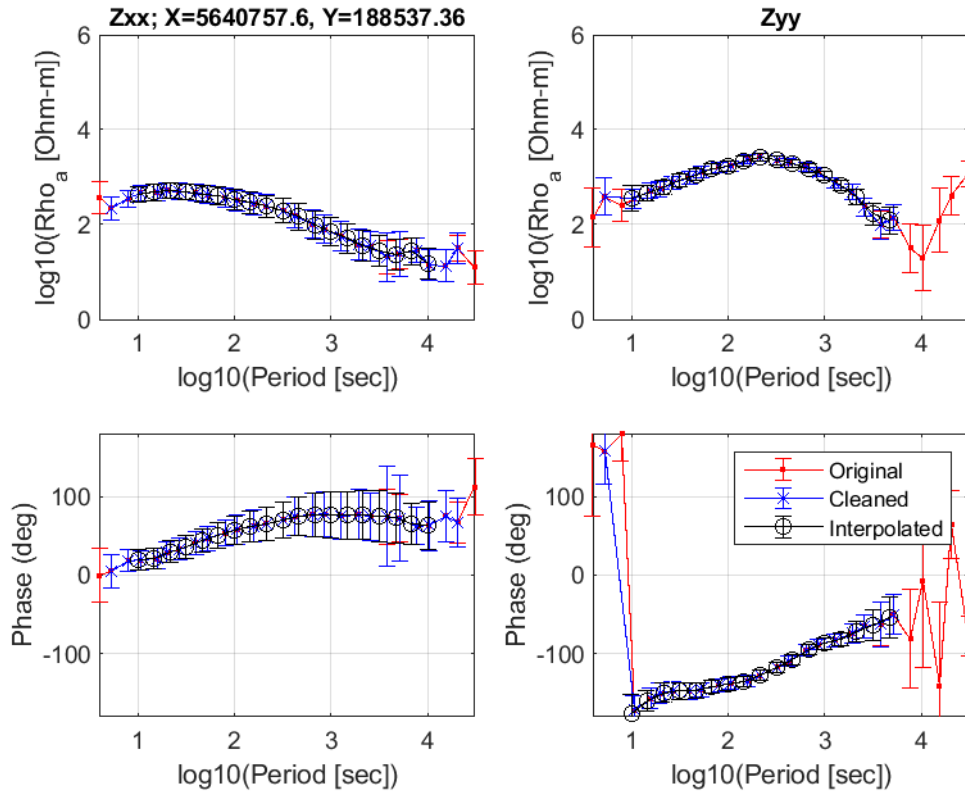 Zxx; X=5640757.6, Y=188537.36
6
4
2
0
log10(Rho_a [Ohm-m])
1
2
3
4
log10(Period [sec])
Zyy
6
4
2
0
log10(Rho_a [Ohm-m])
1
2
3
4
log10(Period [sec])
100
0
-100
Phase (deg)
1
2
3
4
log10(Period [sec])
100
0
-100
Phase (deg)
1
2
3
4
log10(Period [sec])
Original
Cleaned
Interpolated